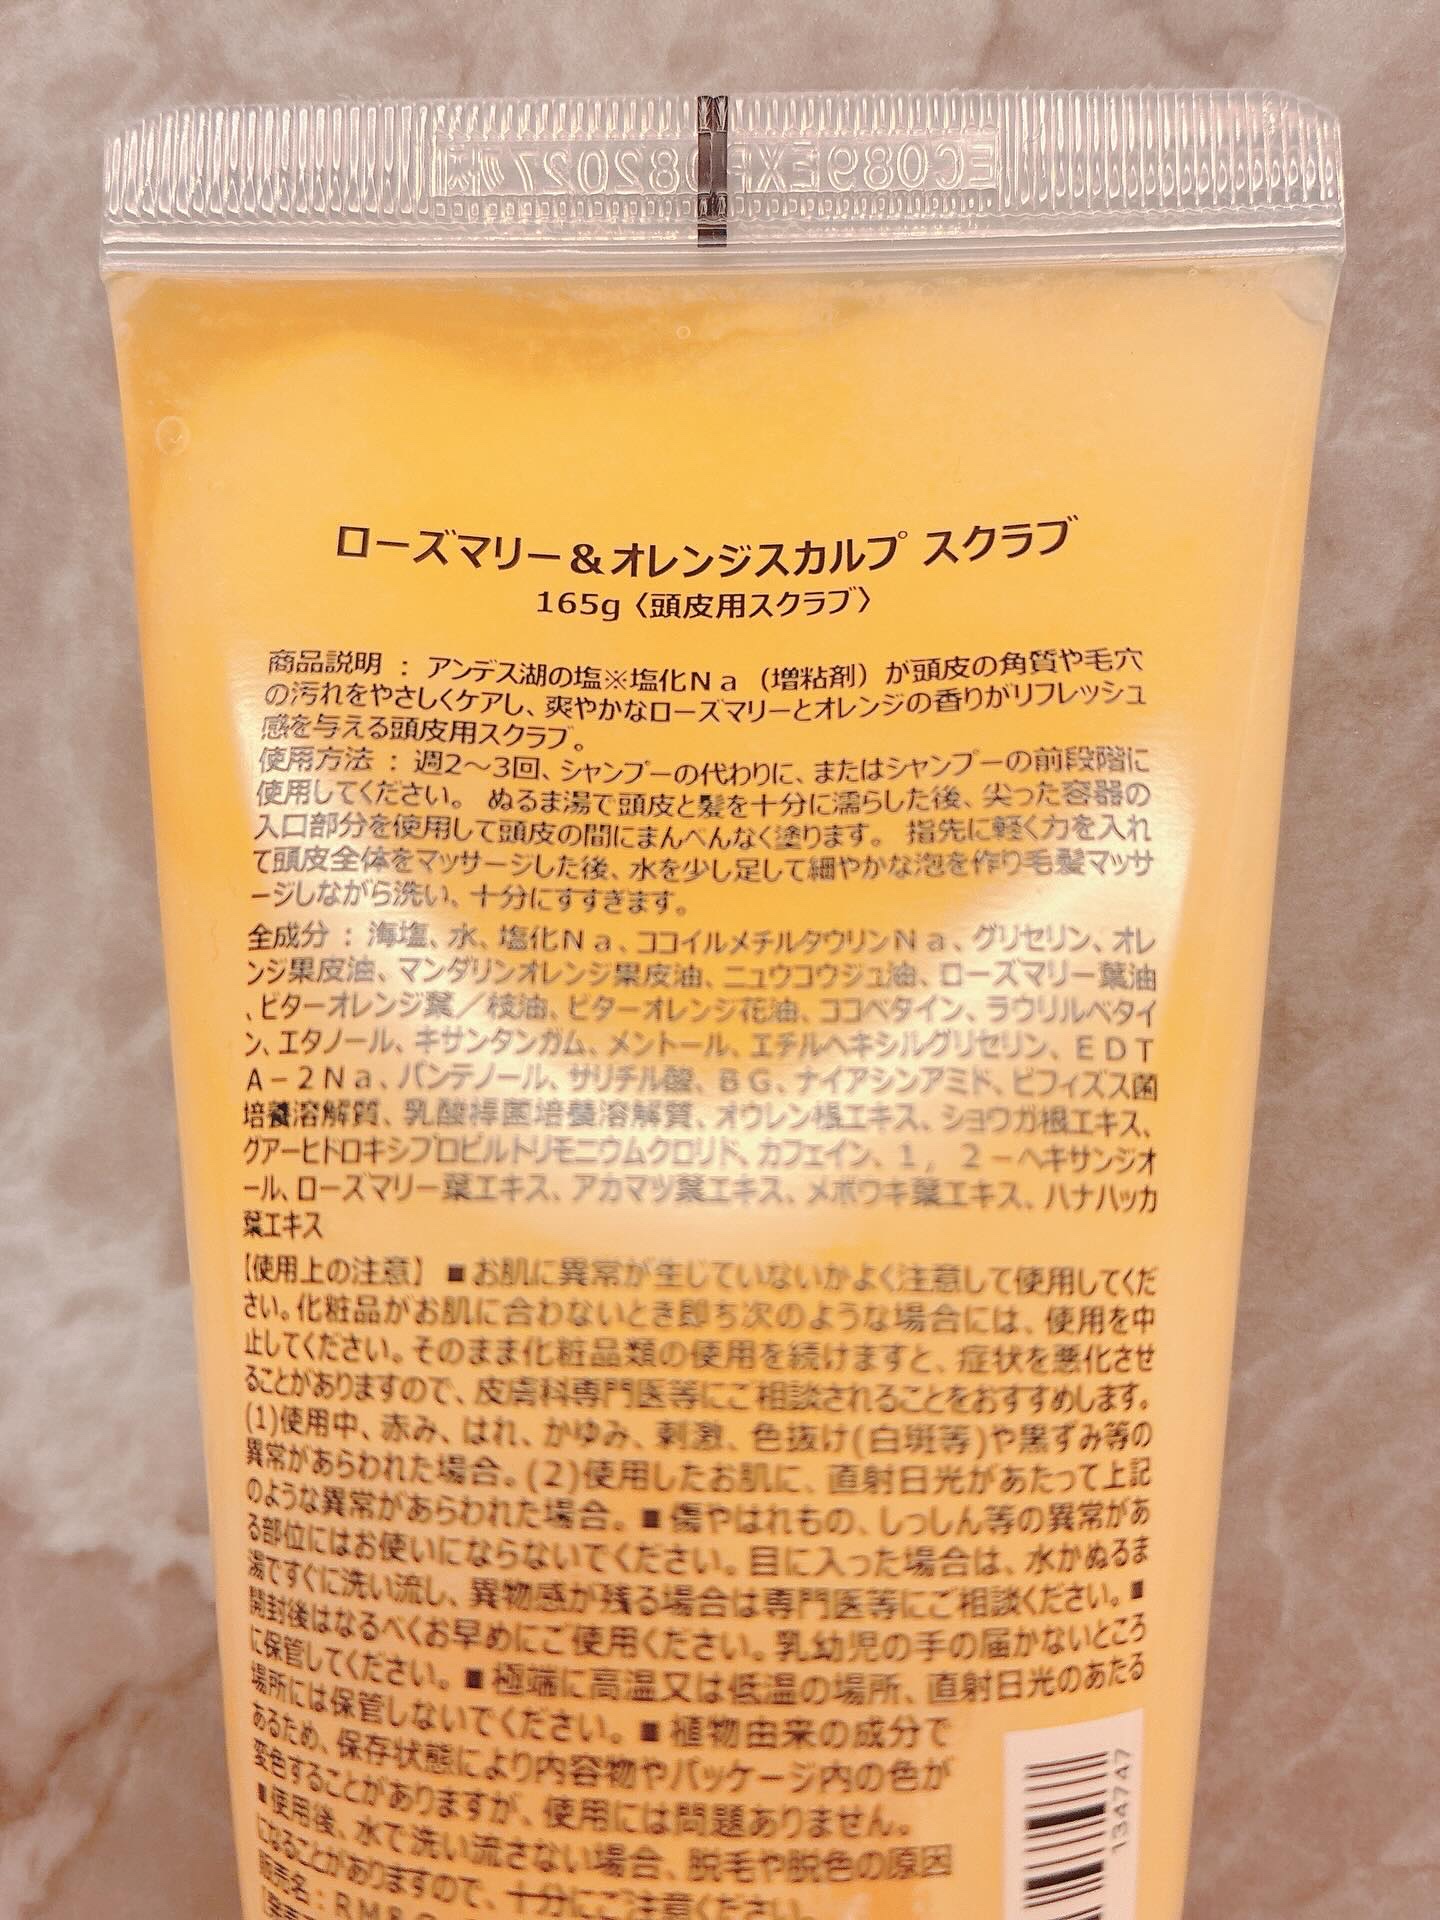 EC089EXP082027
ローズマリー＆オレンジスカルプ スクラブ
165g〈頭皮用スクラブ〉
商品説明 : アンデス湖の塩※塩化Ｎａ（増粘剤）が頭皮の角質や毛穴
の汚れをやさしくケアし、爽やかなローズマリーとオレンジの香りがリフレッシュ
感を与える頭皮用スクラブ。
使用方法 : 週2～3回、シャンプーの代わりに、またはシャンプーの前段階に
使用してください。 ぬるま湯で頭皮と髪を十分に濡らした後、尖った容器の
入口部分を使用して頭皮の間にまんべんなく塗ります。 指先に軽く力を入れ
て頭皮全体をマッサージした後、水を少し足して細やかな泡を作り毛髪マッサ
ージしながら洗い、十分にすすぎます。
全成分 : 海塩、水、塩化Ｎａ、ココイルメチルタウリンＮａ、グリセリン、オレ
ンジ果皮油、マンダリンオレンジ果皮油、ニュウコウジュ油、ローズマリー葉油
、ビターオレンジ葉／枝油、ビターオレンジ花油、ココベタイン、ラウリルベタイ
ン、エタノール、キサンタンガム、メントール、エチルヘキシルグリセリン、ＥＤＴ
Ａ－２Ｎａ、パンテノール、サリチル酸、ＢＧ、ナイアシンアミド、ビフィズス菌
培養溶解質、乳酸桿菌培養溶解質、オウレン根エキス、ショウガ根エキス、
グアーヒドロキシプロピルトリモニウムクロリド、カフェイン、１，２－ヘキサンジオ
ール、ローズマリー葉エキス、アカマツ葉エキス、メボウキ葉エキス、ハナハッカ
葉エキス
【使用上の注意】 ■お肌に異常が生じていないかよく注意して使用してくだ
さい。化粧品がお肌に合わないとき即ち次のような場合には、使用を中
止してください。そのまま化粧品類の使用を続けますと、症状を悪化させ
ることがありますので、皮膚科専門医等にご相談されることをおすすめします。
(1)使用中、赤み、はれ、かゆみ、刺激、色抜け(白斑等)や黒ずみ等の
異常があらわれた場合。(2)使用したお肌に、直射日光があたって上記
のような異常があらわれた場合。■傷やはれもの、しっしん等の異常があ
る部位にはお使いにならないでください。目に入った場合は、水かぬるま
湯ですぐに洗い流し、異物感が残る場合は専門医等にご相談ください。■
開封後はなるべくお早めにご使用ください。乳幼児の手の届かないところ
に保管してください。■極端に高温又は低温の場所、直射日光のあたる
場所には保管しないでください。■植物由来の成分で
あるため、保存状態により内容物やパッケージ内の色が
変色することがありますが、使用には問題ありません。
■使用後、水で洗い流さない場合、脱毛や脱色の原因
になることがありますので、十分にご注意ください。
販売名 : RM&O
134747